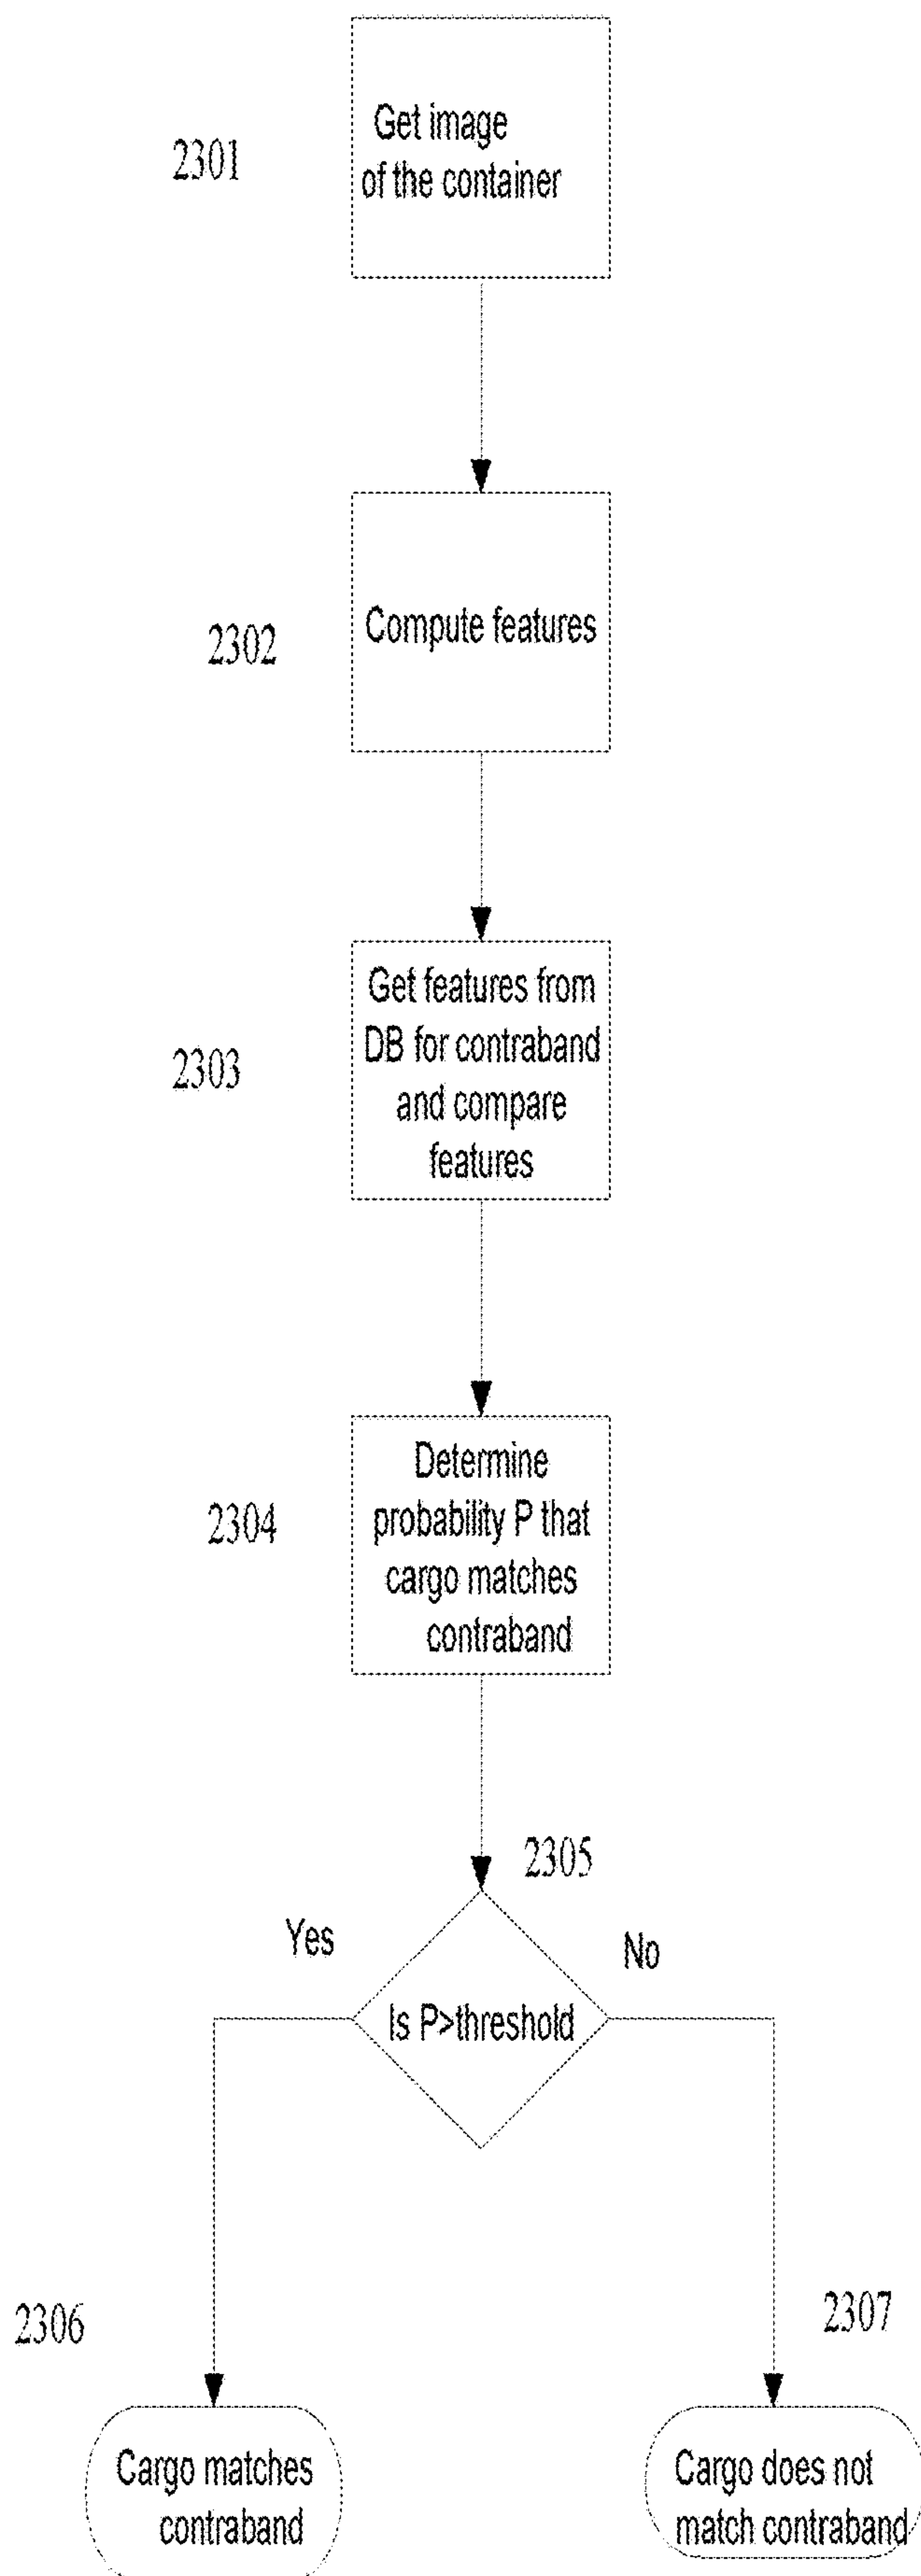 2301
Get image
of the container
2302
Compute features
2303
Get features from
DB for contraband
and compare
features
2304
Determine
probability P that
cargo matches
contraband
2305
Yes
No
Is P>threshold
2306
2307
Cargo matches
contraband
Cargo does not
match contraband